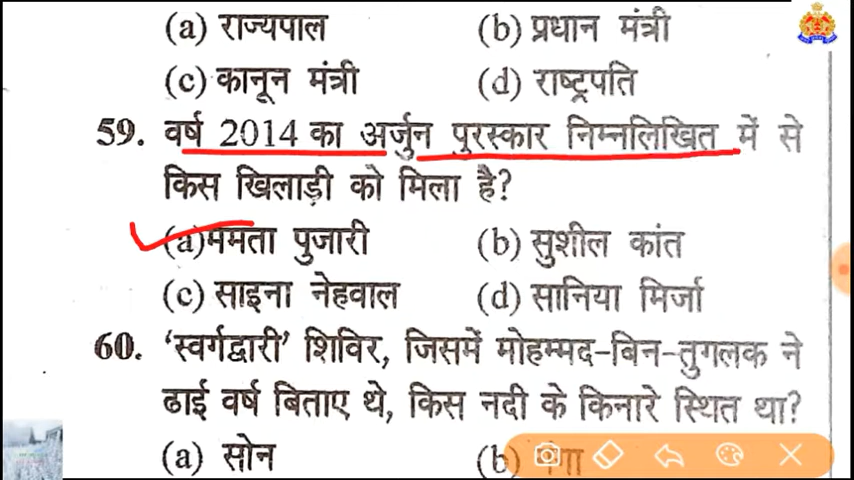 (a) राज्यपाल (b) प्रधान मंत्री
(c) कानून मंत्री (d) राष्ट्रपति
59. वर्ष 2014 का अर्जुन पुरस्कार निम्नलिखित में से
किस खिलाड़ी को मिला है?
(a) ममता पुजारी (b) सुशील कांत
(c) साइना नेहवाल (d) सानिया मिर्जा
60. 'स्वर्गद्वारी' शिविर, जिसमें मोहम्मद-बिन-तुगलक ने
ढाई वर्ष बिताए थे, किस नदी के किनारे स्थित था?
(a) सोन (b)